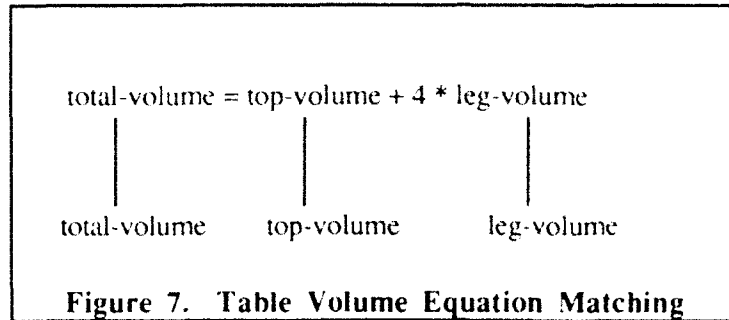 total-volume = top-volume + 4 * leg-volume
total-volume top-volume leg-volume
Figure 7. Table Volume Equation Matching